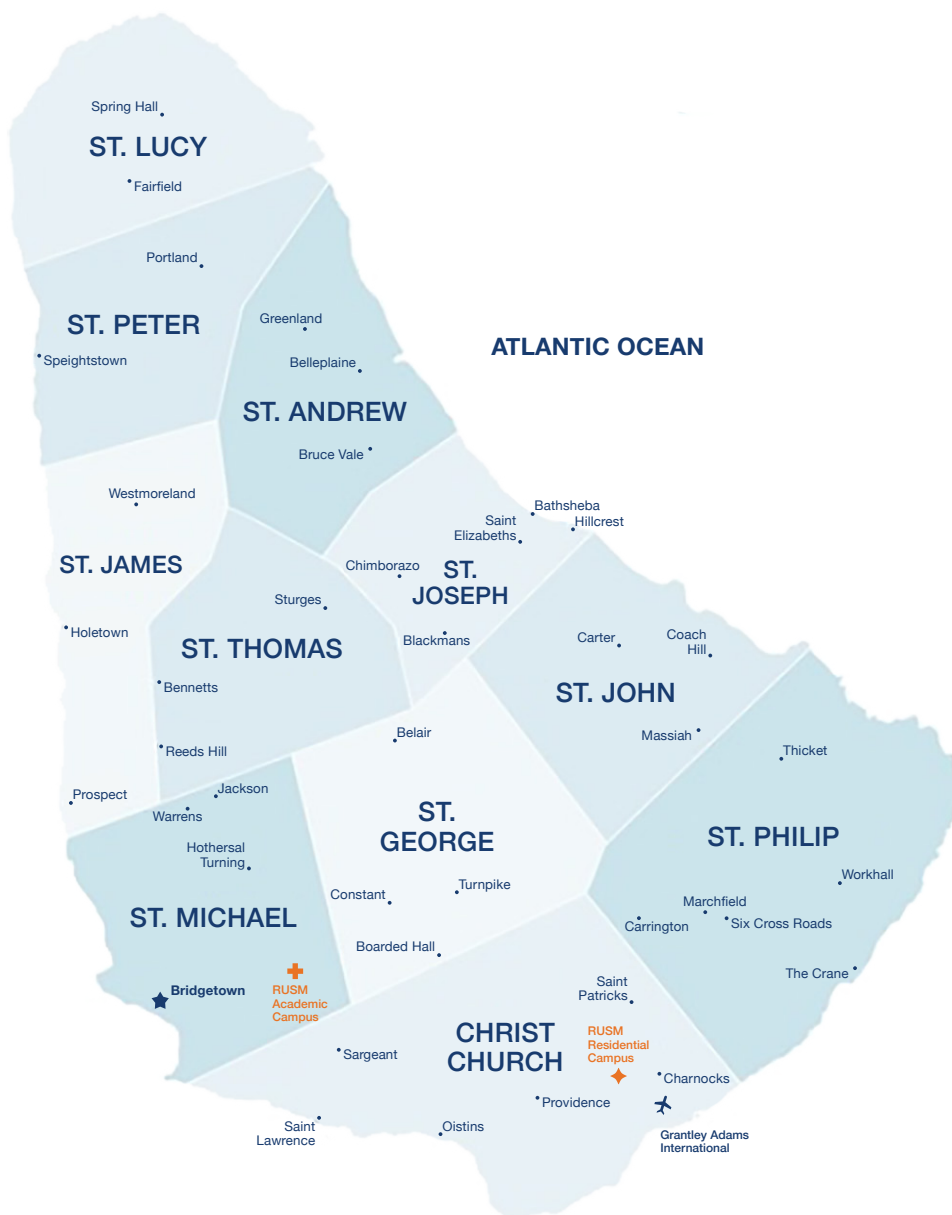 Spring Hall
ST. LUCY
Fairfield
Portland
ST. PETER
Speightstown
Greenland
ATLANTIC OCEAN
Belleplaine
ST. ANDREW
Bruce Vale
Westmoreland
Bathsheba
Saint
Elizabeths
Hillcrest
ST. JAMES
Chimborazo
ST.
JOSEPH
Sturges
Holetown
Blackmans
ST. THOMAS
Carter
Coach
Hill
Bennetts
ST. JOHN
Belair
Massiah
Reeds Hill
Thicket
Jackson
Prospect
Warrens
ST.
GEORGE
ST. PHILIP
Hothersal
Turning
Workhall
Turnpike
Constant
Marchfield
ST. MICHAEL
Carrington
Six Cross Roads
Boarded Hall
The Crane
Bridgetown
RUSM
Academic
Campus
Saint
Patricks
CHRIST
CHURCH
RUSM
Residential
Campus
Sargeant
Charnocks
Providence
Saint
Lawrence
Oistins
Grantley Adams
International